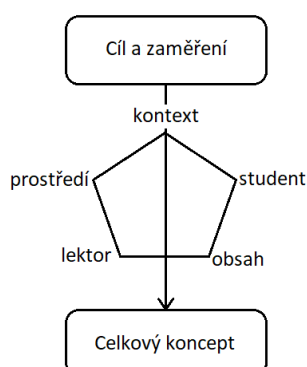 Cíl a zaměření
kontext
prostředí
student
lektor
obsah
Celkový koncept